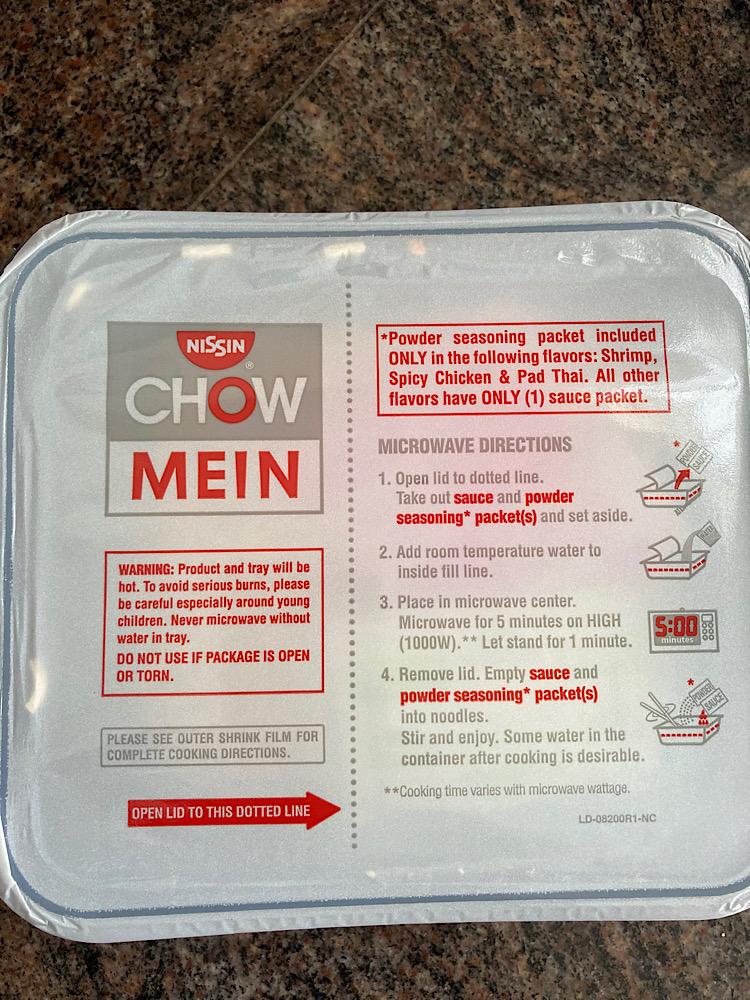 NISSIN
®
CHOW
MEIN
WARNING: Product and tray will be
hot. To avoid serious burns, please
be careful especially around young
children. Never microwave without
water in tray.
DO NOT USE IF PACKAGE IS OPEN
OR TORN.
PLEASE SEE OUTER SHRINK FILM FOR
COMPLETE COOKING DIRECTIONS.
OPEN LID TO THIS DOTTED LINE
*Powder seasoning packet included
ONLY in the following flavors: Shrimp,
Spicy Chicken & Pad Thai. All other
flavors have ONLY (1) sauce packet.
MICROWAVE DIRECTIONS
1. Open lid to dotted line.
Take out sauce and powder
seasoning* packet(s) and set aside.
*
POWDER
SAUCE
2. Add room temperature water to
inside fill line.
WATER
3. Place in microwave center.
Microwave for 5 minutes on HIGH
(1000W).** Let stand for 1 minute.
5:00
minutes
4. Remove lid. Empty sauce and
powder seasoning* packet(s)
into noodles.
Stir and enjoy. Some water in the
container after cooking is desirable.
*
POWDER
SAUCE
**Cooking time varies with microwave wattage.
LD-08200R1-NC